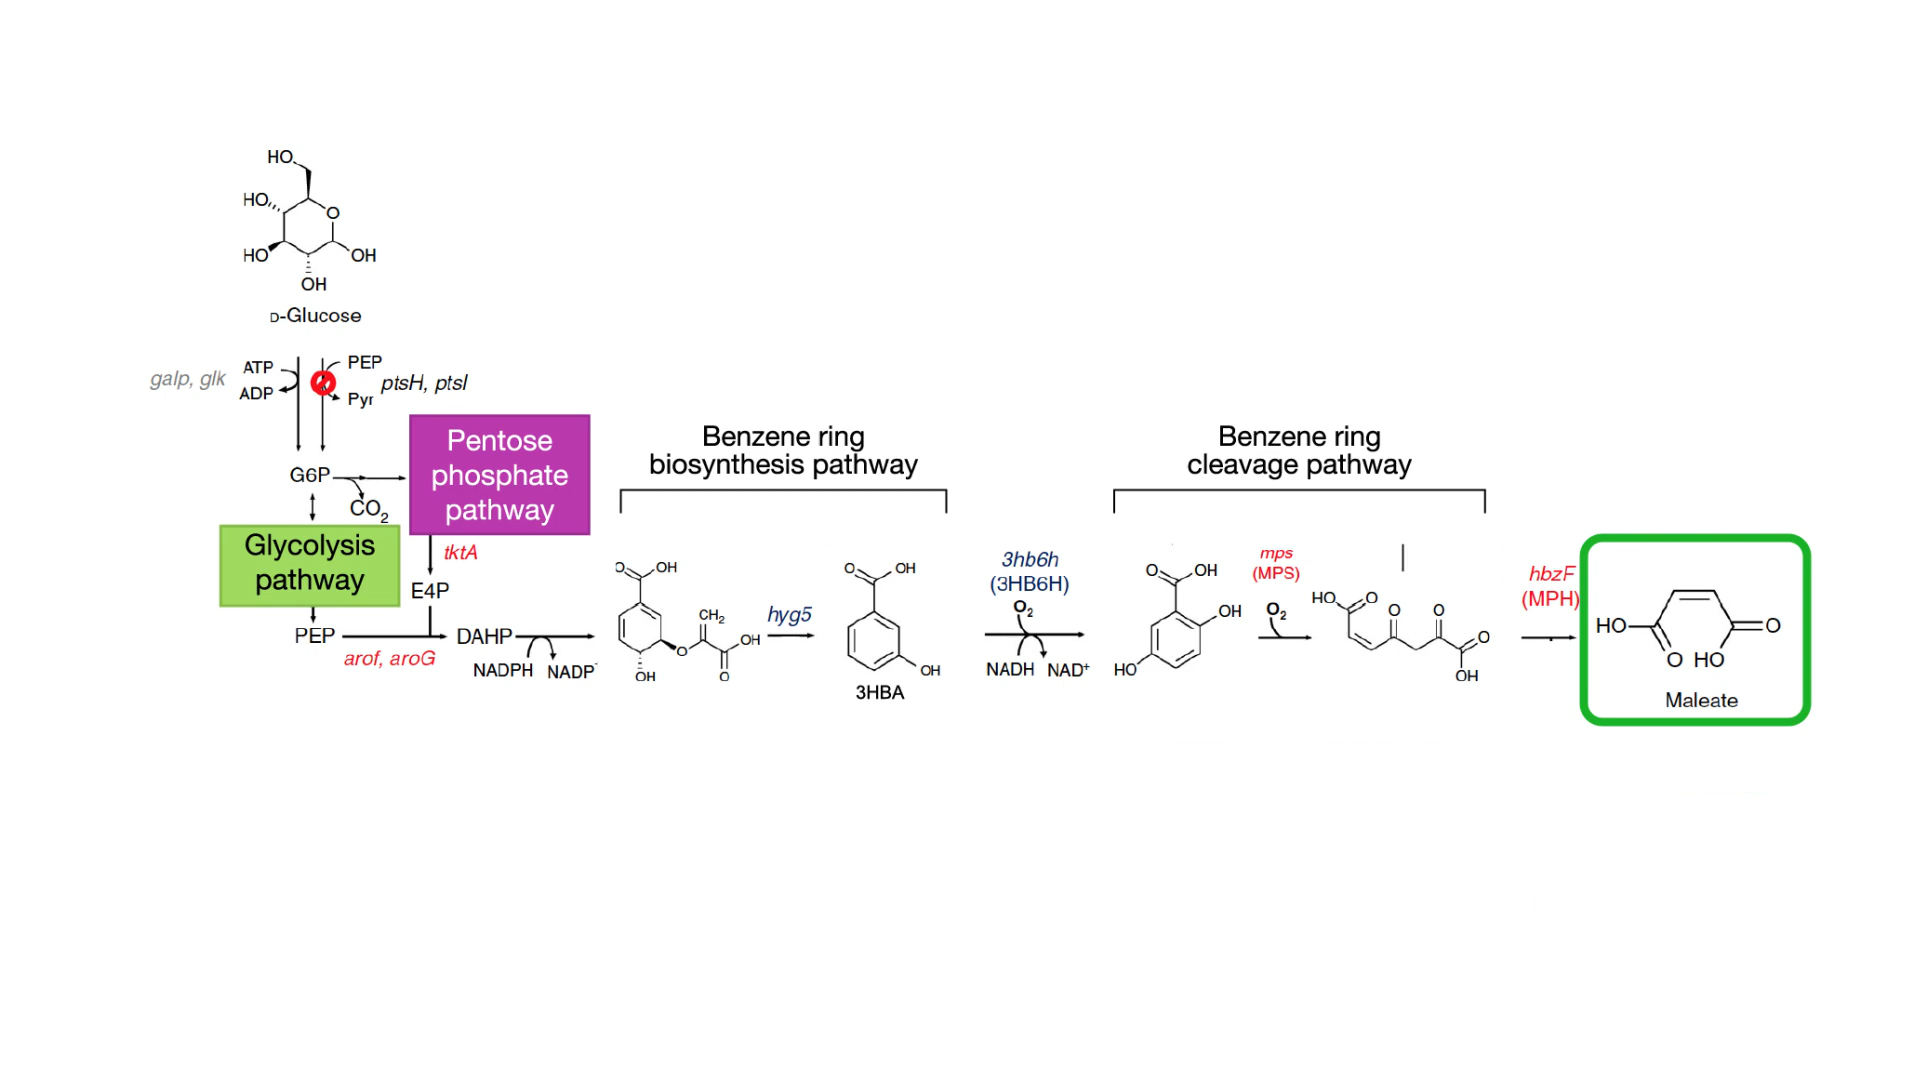 HO
HO
O
HO
OH
OH
D-Glucose
ATP
ADP
galp, glk
PEP
Pyr
ptsH, ptsI
G6P
CO2
Pentose
phosphate
pathway
Glycolysis
pathway
tktA
E4P
PEP
arof, aroG
DAHP
NADPH
NADP-
Benzene ring
biosynthesis pathway
O
OH
CH2
O
OH
O
OH
hyg5
O
OH
OH
3HBA
3hb6h
(3HB6H)
O2
NADH
NAD+
Benzene ring
cleavage pathway
O
OH
OH
HO
mps
(MPS)
O2
HO
O
O
O
O
OH
hbzF
(MPH)
HO
O
O
HO
Maleate